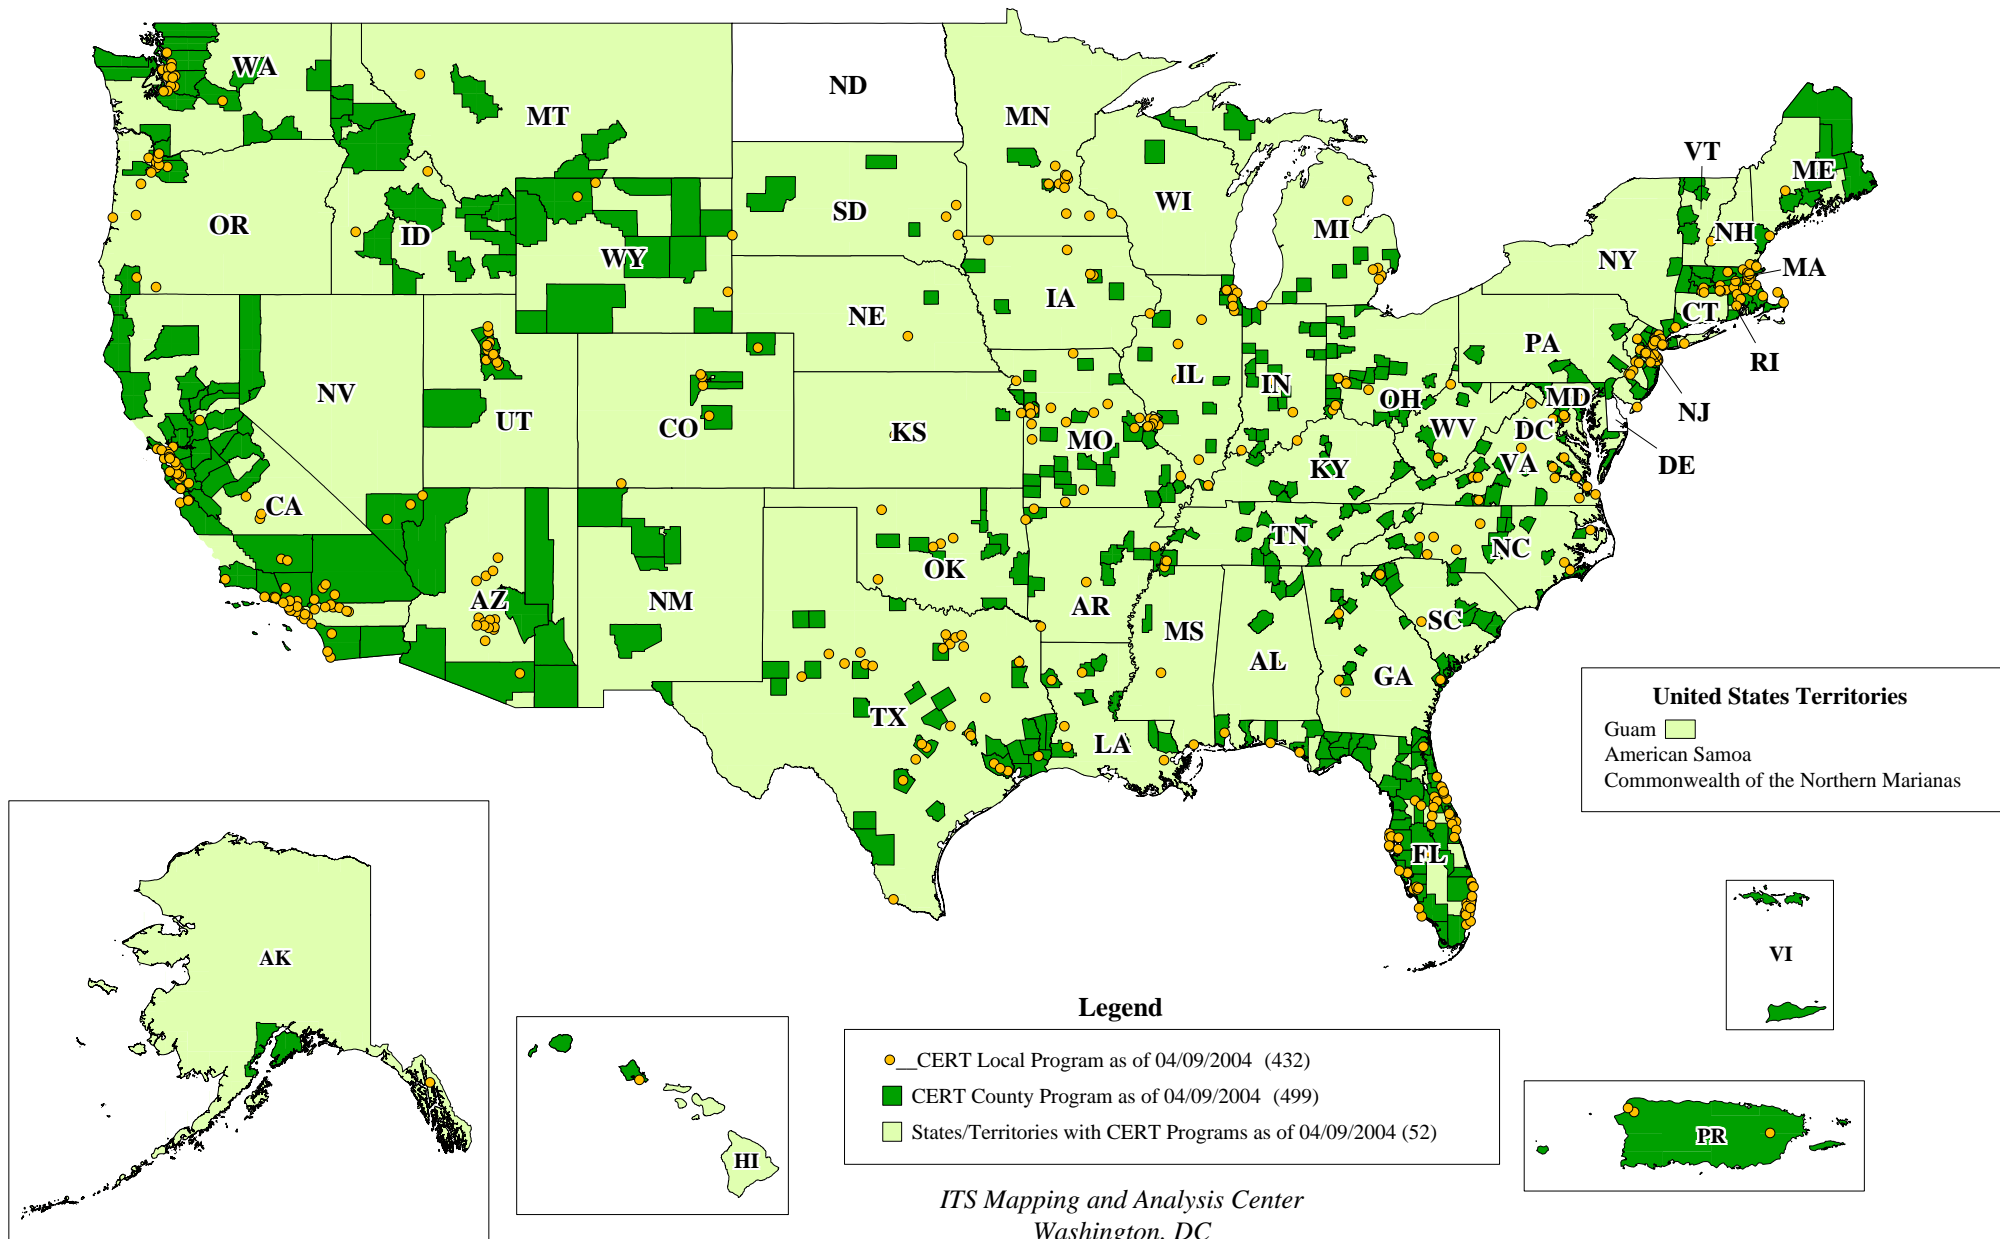 WA
MT
ND
MN
VT
ME
OR
ID
SD
WI
MI
NH
WY
NY
MA
IA
NE
CT
PA
RI
NV
IL
IN
OH
MD
NJ
UT
CO
KS
MO
WV
DC
DE
KY
VA
CA
TN
NC
OK
AZ
NM
AR
SC
MS
AL
GA
TX
LA
FL
United States Territories
Guam
American Samoa
Commonwealth of the Northern Marianas
AK
VI
HI
PR
Legend
__CERT Local Program as of 04/09/2004 (432)
CERT County Program as of 04/09/2004 (499)
States/Territories with CERT Programs as of 04/09/2004 (52)
ITS Mapping and Analysis Center
Washington, DC